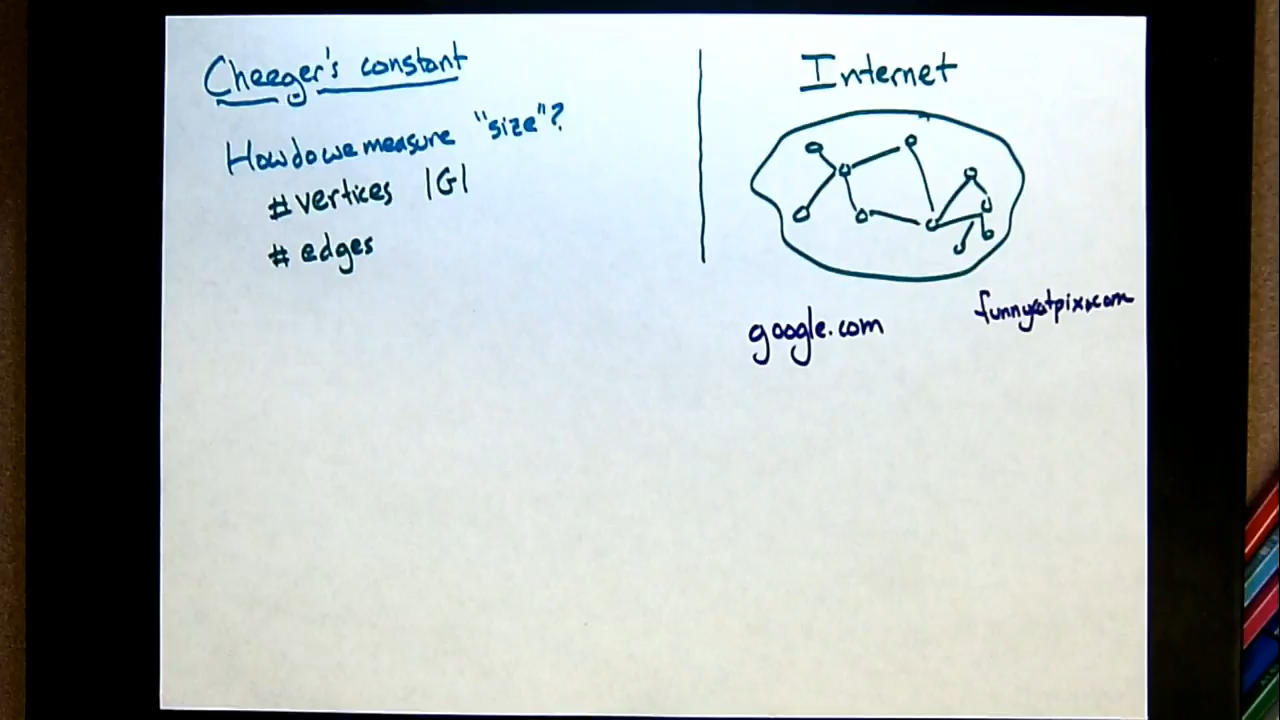 Cheeger's constant
How do we measure "size"?
# vertices |G|
# edges
Internet
google.com
funnycatpix.com